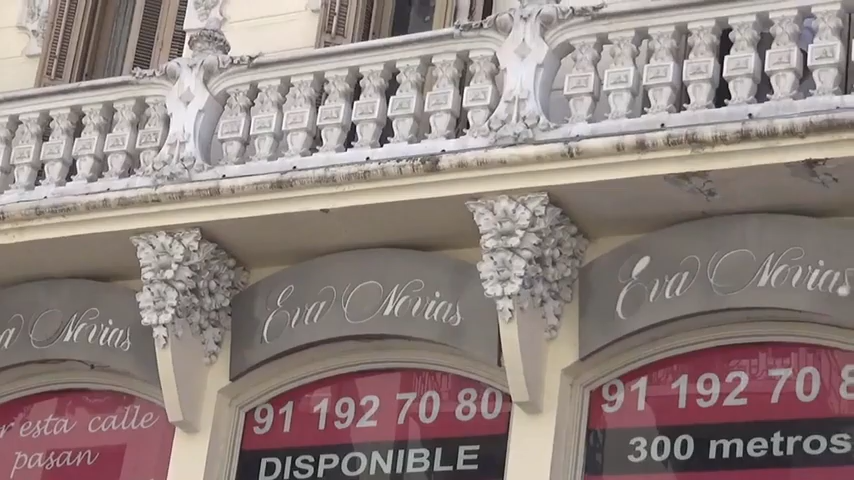 Novias
Eva Novias
Eva Novias
esta calle
pasan
91 192 70 80
DISPONIBLE
91 192 70 8
300 metros